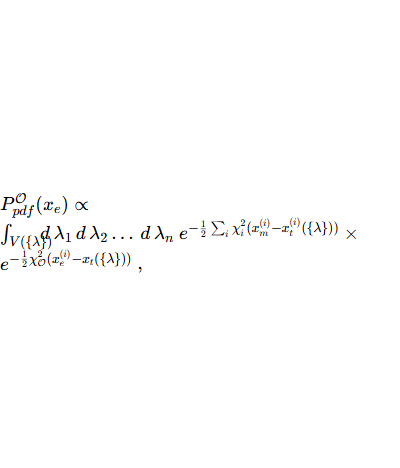 $P_{pdf}^{\mathcal{O}}(x_e) \propto$
$\int_{V(\{\lambda\})} d\,\lambda_1\, d\,\lambda_2 \ldots\, d\,\lambda_n\; e^{-\frac{1}{2}\sum_i \chi_i^2(x_m^{(i)}-x_t^{(i)}(\{\lambda\}))} \times$
$e^{-\frac{1}{2}\chi_{\mathcal{O}}^2(x_e^{(i)}-x_t(\{\lambda\}))}\;,$